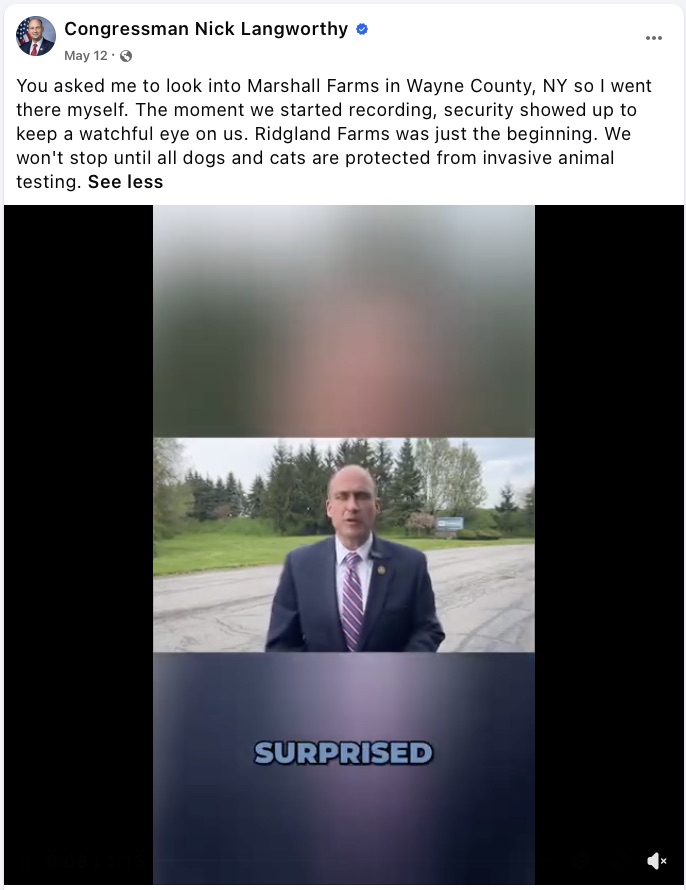 Congressman Nick Langworthy
May 12 ·
You asked me to look into Marshall Farms in Wayne County, NY so I went
there myself. The moment we started recording, security showed up to
keep a watchful eye on us. Ridgland Farms was just the beginning. We
won't stop until all dogs and cats are protected from invasive animal
testing. See less
SURPRISED